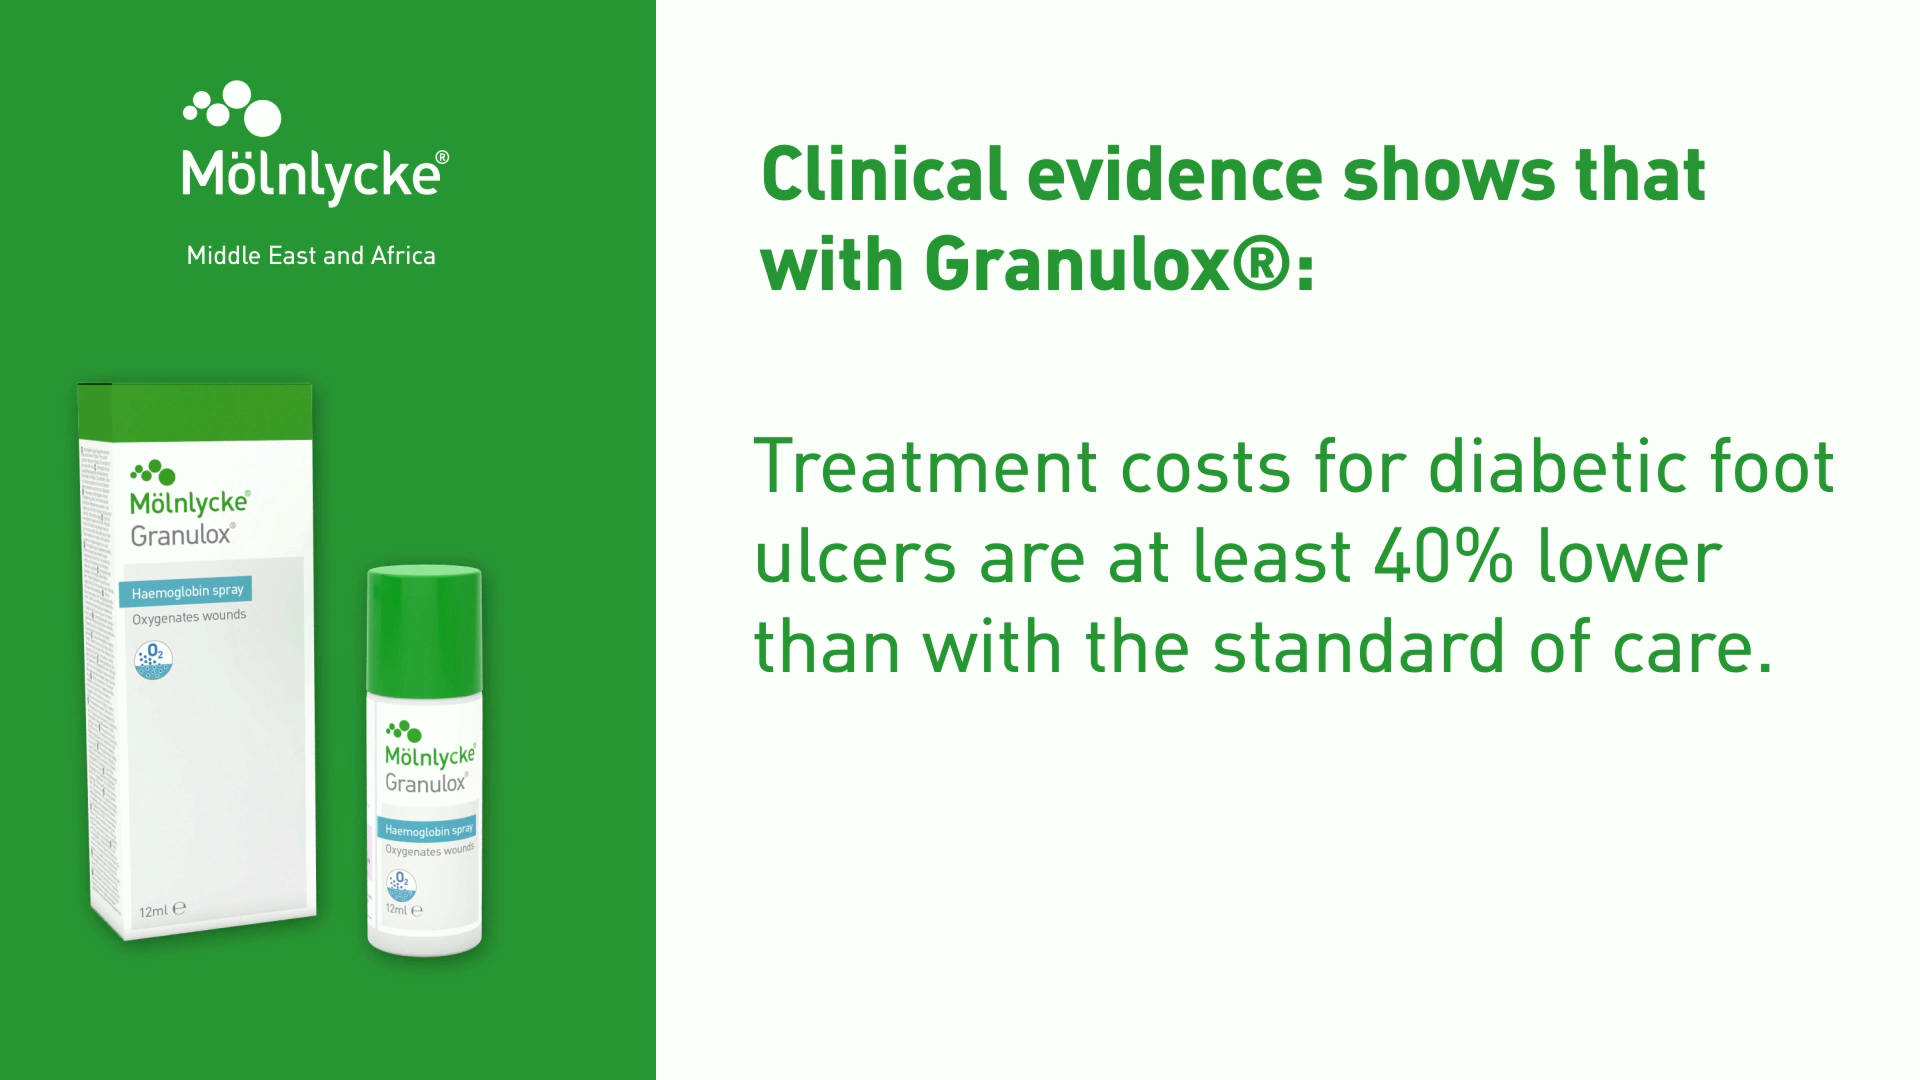 Mölnlycke®
Middle East and Africa
Clinical evidence shows that
with Granulox®:
Treatment costs for diabetic foot
ulcers are at least 40% lower
than with the standard of care.
Mölnlycke®
Granulox®
Haemoglobin spray
Oxygenates wounds
O₂
12ml ℮
Mölnlycke®
Granulox®
Haemoglobin spray
Oxygenates wounds
O₂
12ml ℮